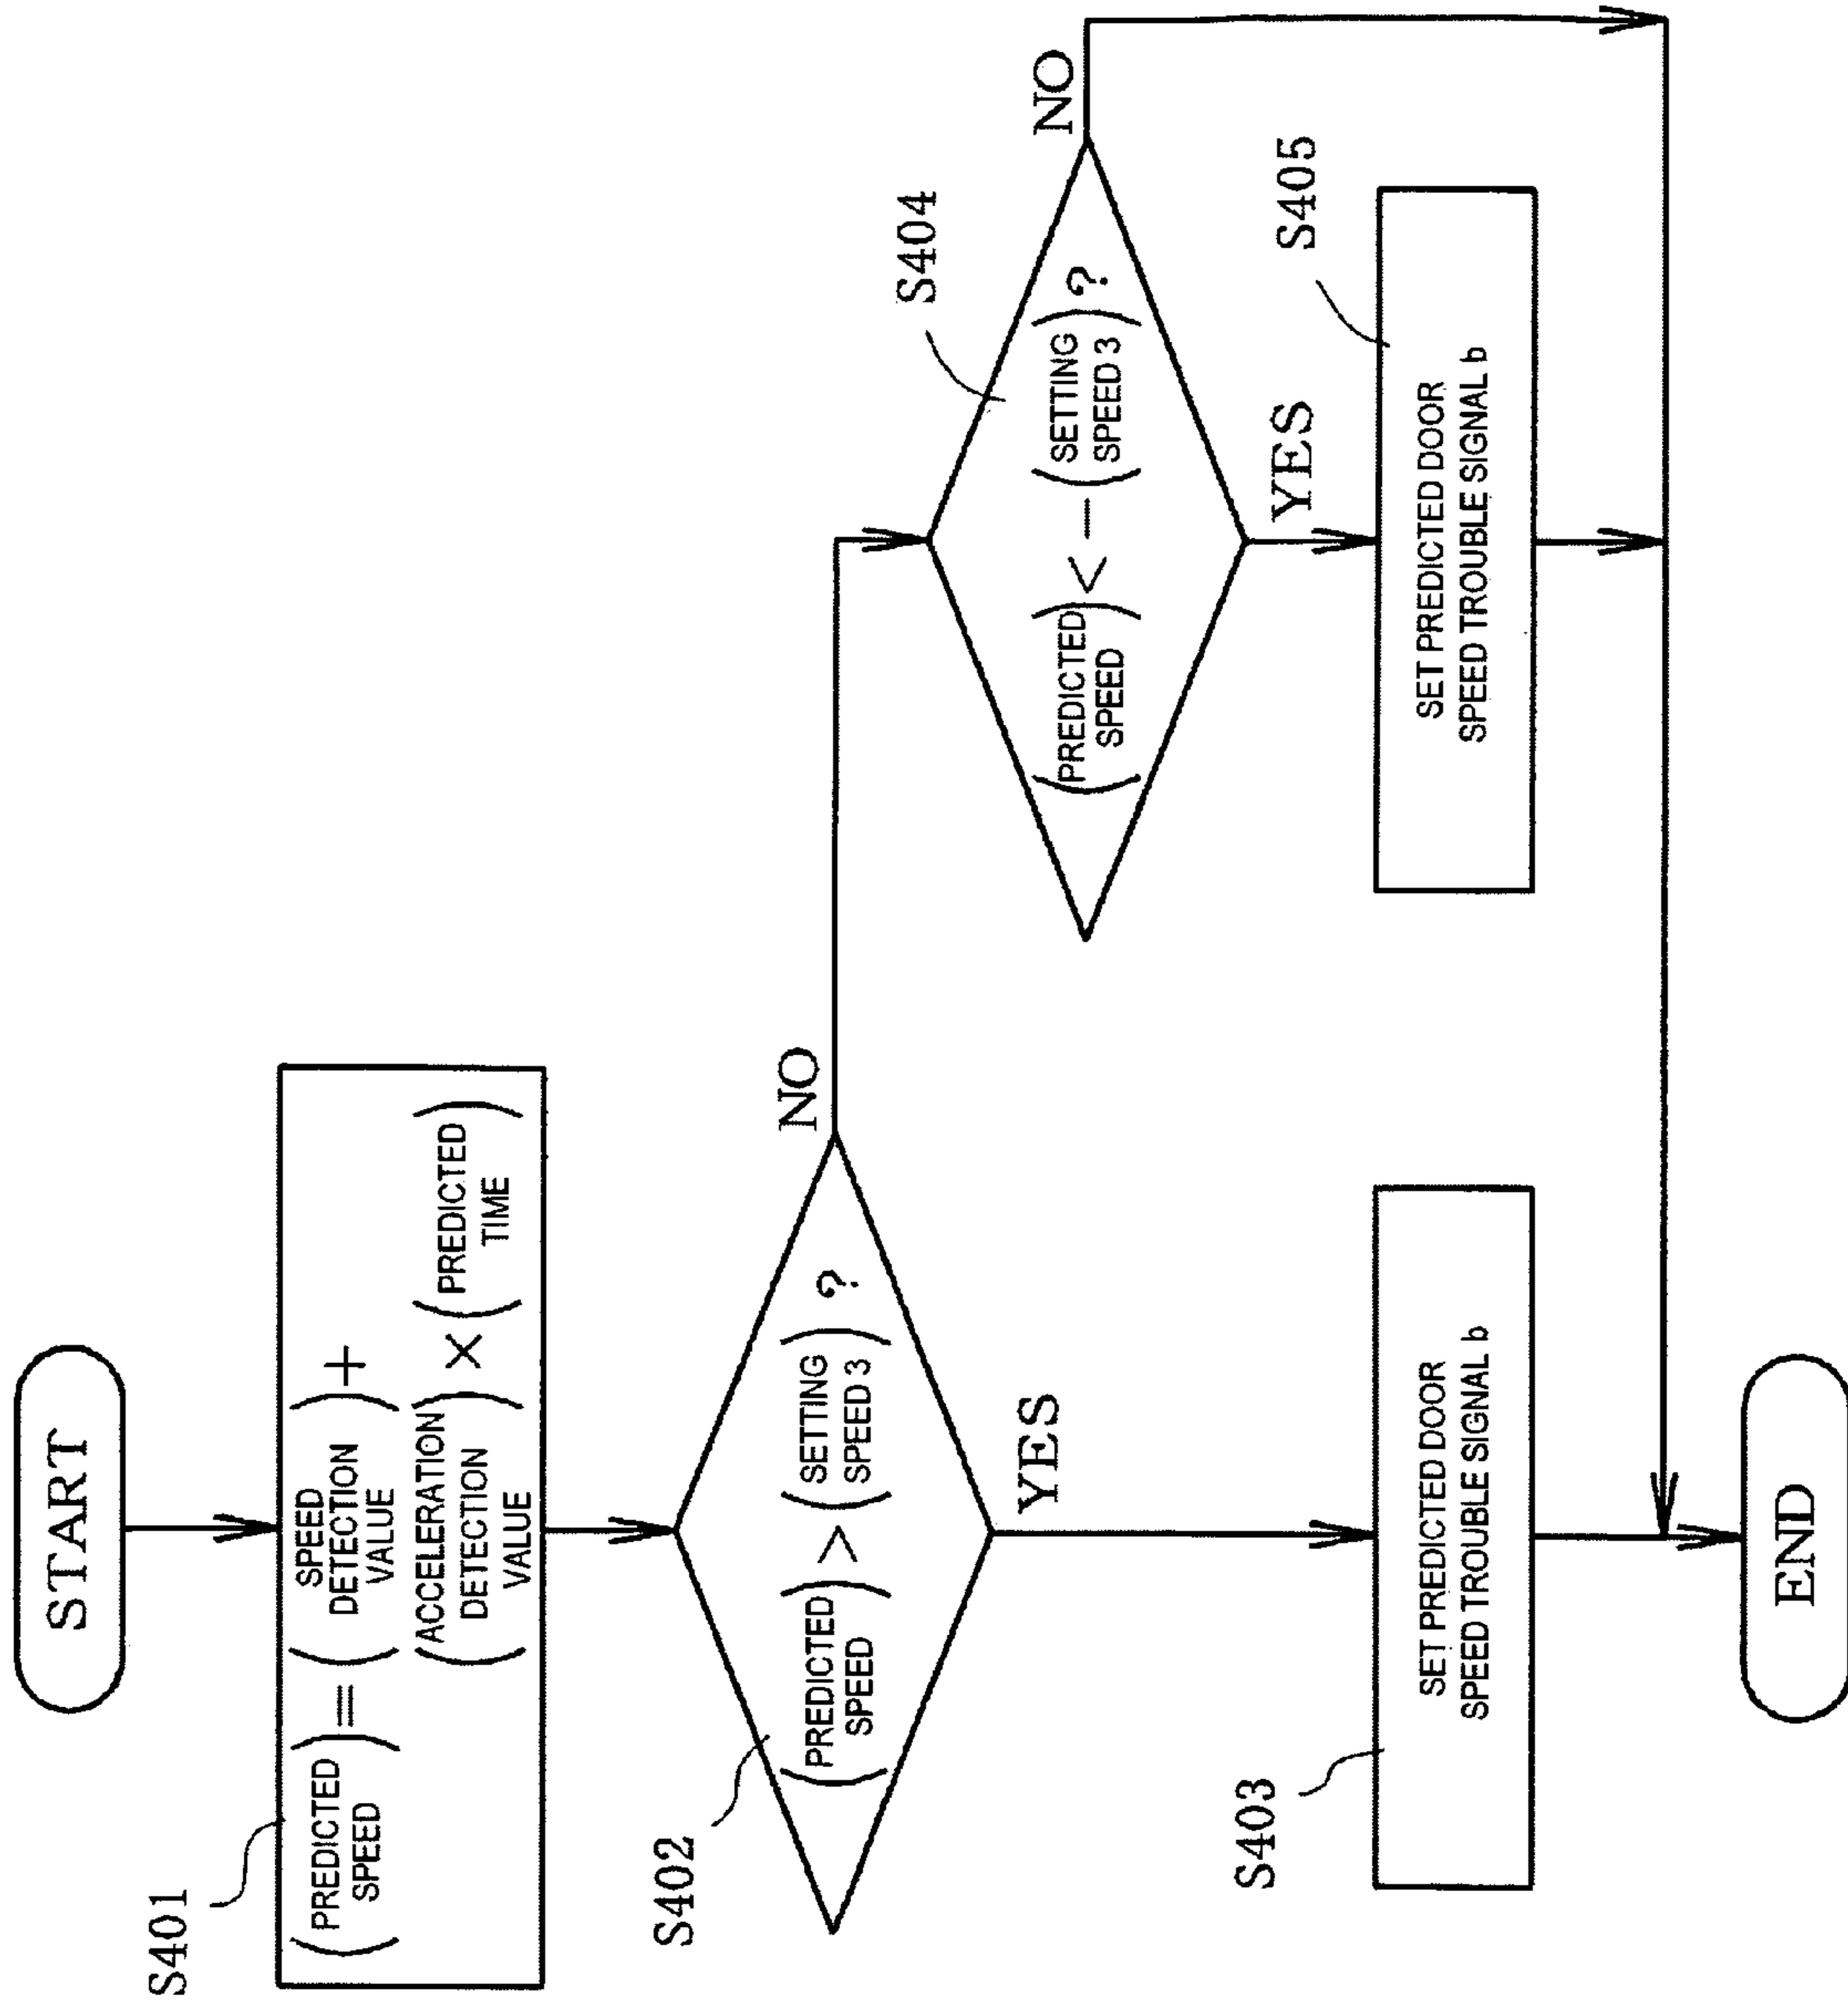 START
S401
(PREDICTED SPEED) = (SPEED DETECTION VALUE) +
(ACCELERATION DETECTION VALUE) × (PREDICTED TIME)
S402
(PREDICTED SPEED) > (SETTING SPEED 3) ?
NO
YES
S404
(PREDICTED SPEED) < − (SETTING SPEED 3) ?
NO
YES
S403
SET PREDICTED DOOR
SPEED TROUBLE SIGNAL b
S405
SET PREDICTED DOOR
SPEED TROUBLE SIGNAL b
END